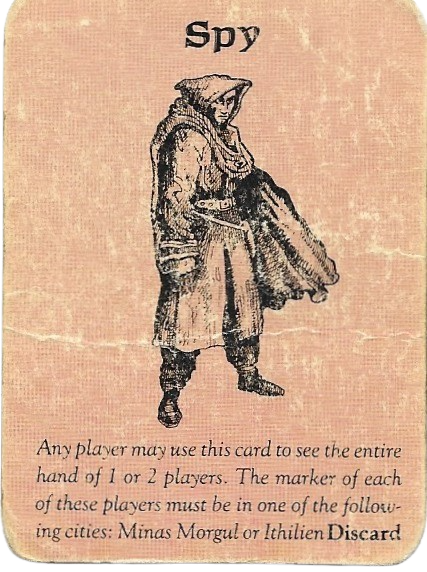 Spy
Any player may use this card to see the entire
hand of 1 or 2 players. The marker of each
of these players must be in one of the follow-
ing cities: Minas Morgul or Ithilien Discard